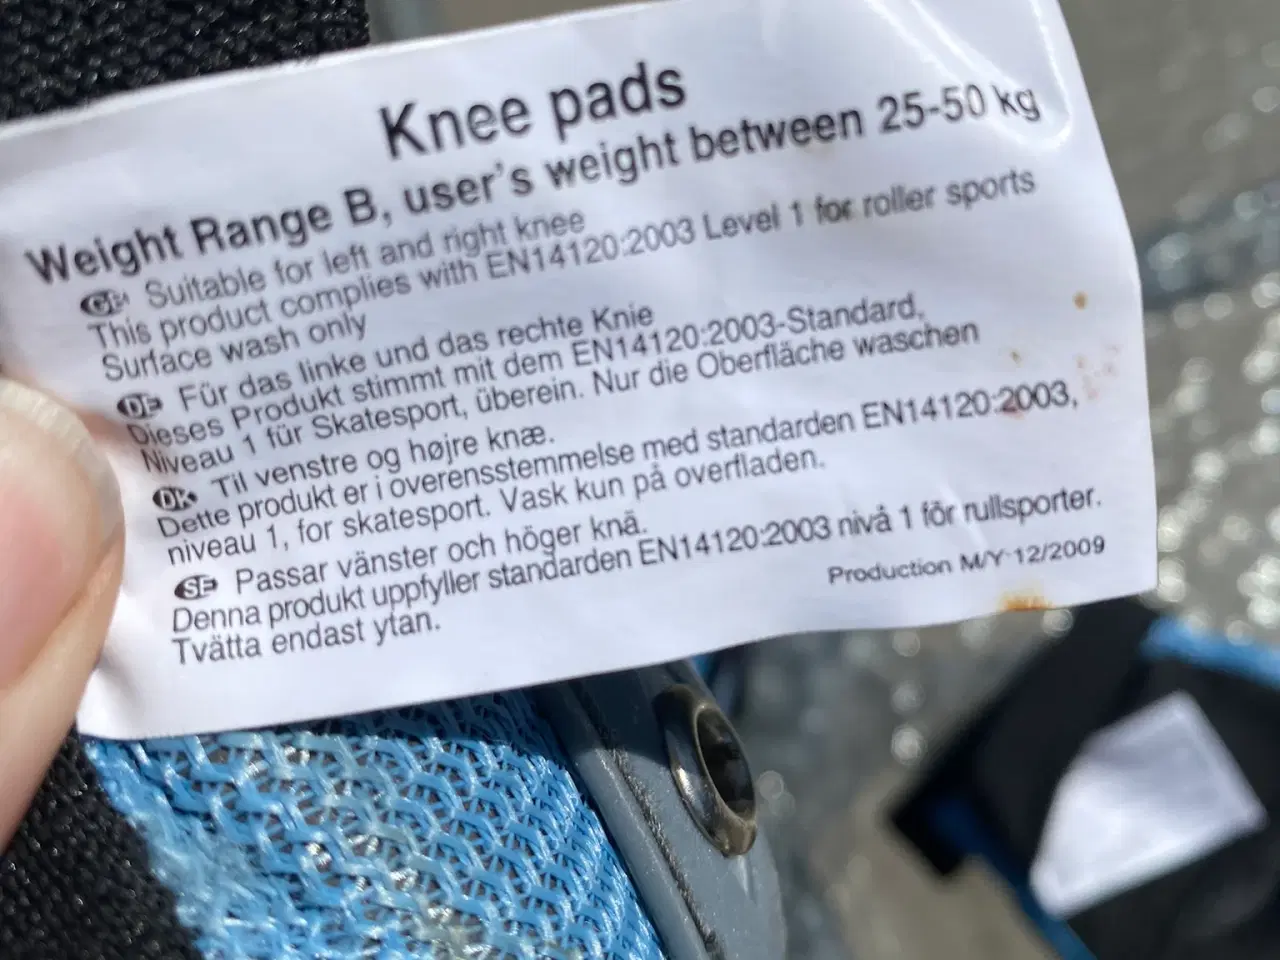 Knee pads
Weight Range B, user's weight between 25-50 kg
GB Suitable for left and right knee
This product complies with EN14120:2003 Level 1 for roller sports
Surface wash only
DE Für das linke und das rechte Knie
Dieses Produkt stimmt mit dem EN14120:2003-Standard,
Niveau 1 für Skatesport, überein. Nur die Oberfläche waschen
DK Til venstre og højre knæ.
Dette produkt er i overensstemmelse med standarden EN14120:2003,
niveau 1, for skatesport. Vask kun på overfladen.
SE Passar vänster och höger knä.
Denna produkt uppfyller standarden EN14120:2003 nivå 1 för rullsporter.
Tvätta endast ytan.
Production M/Y 12/2009